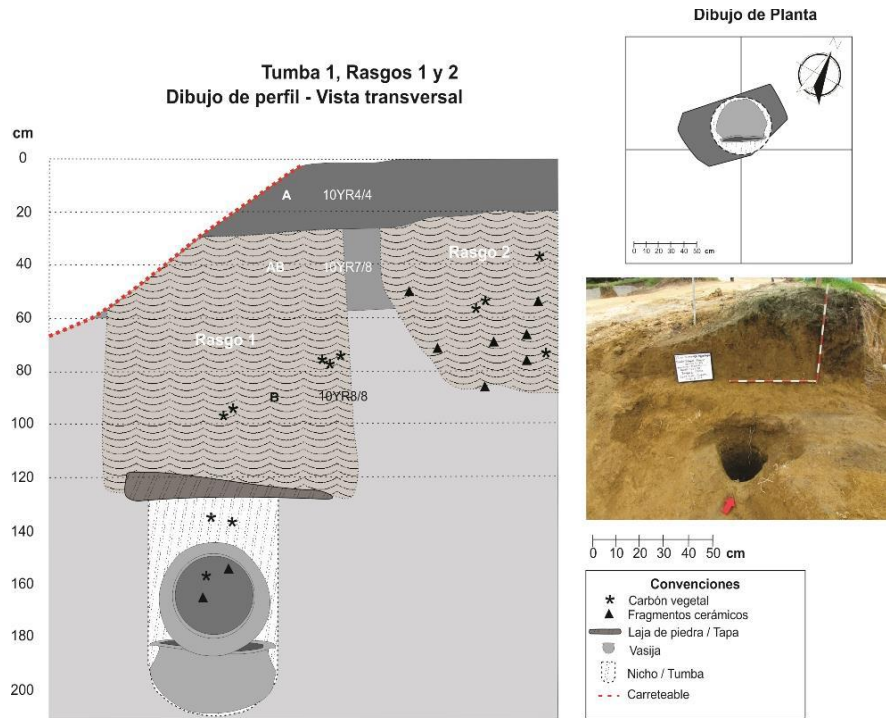 Tumba 1, Rasgos 1 y 2
Dibujo de perfil - Vista transversal
cm
0
20
40
60
80
100
120
140
160
180
200
A
10YR4/4
AB
10YR7/8
Rasgo 2
Rasgo 1
B
10YR8/8
Dibujo de Planta
N
0 10 20 30 40 50 60
cm
0 10 20 30 40 50
cm
Convenciones
Carbón vegetal
Fragmentos cerámicos
Laja de piedra / Tapa
Vasija
Nicho / Tumba
Carreteable